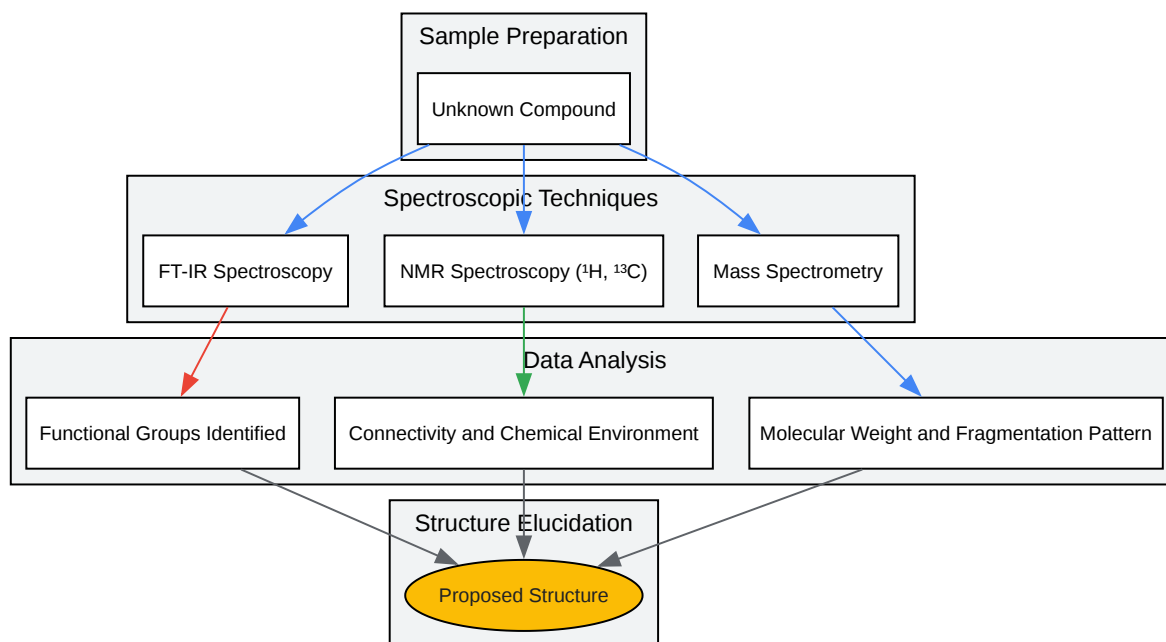 Sample Preparation
Unknown Compound
Spectroscopic Techniques
FT-IR Spectroscopy
NMR Spectroscopy (¹H, ¹³C)
Mass Spectrometry
Data Analysis
Functional Groups Identified
Connectivity and Chemical Environment
Molecular Weight and Fragmentation Pattern
Structure Elucidation
Proposed Structure